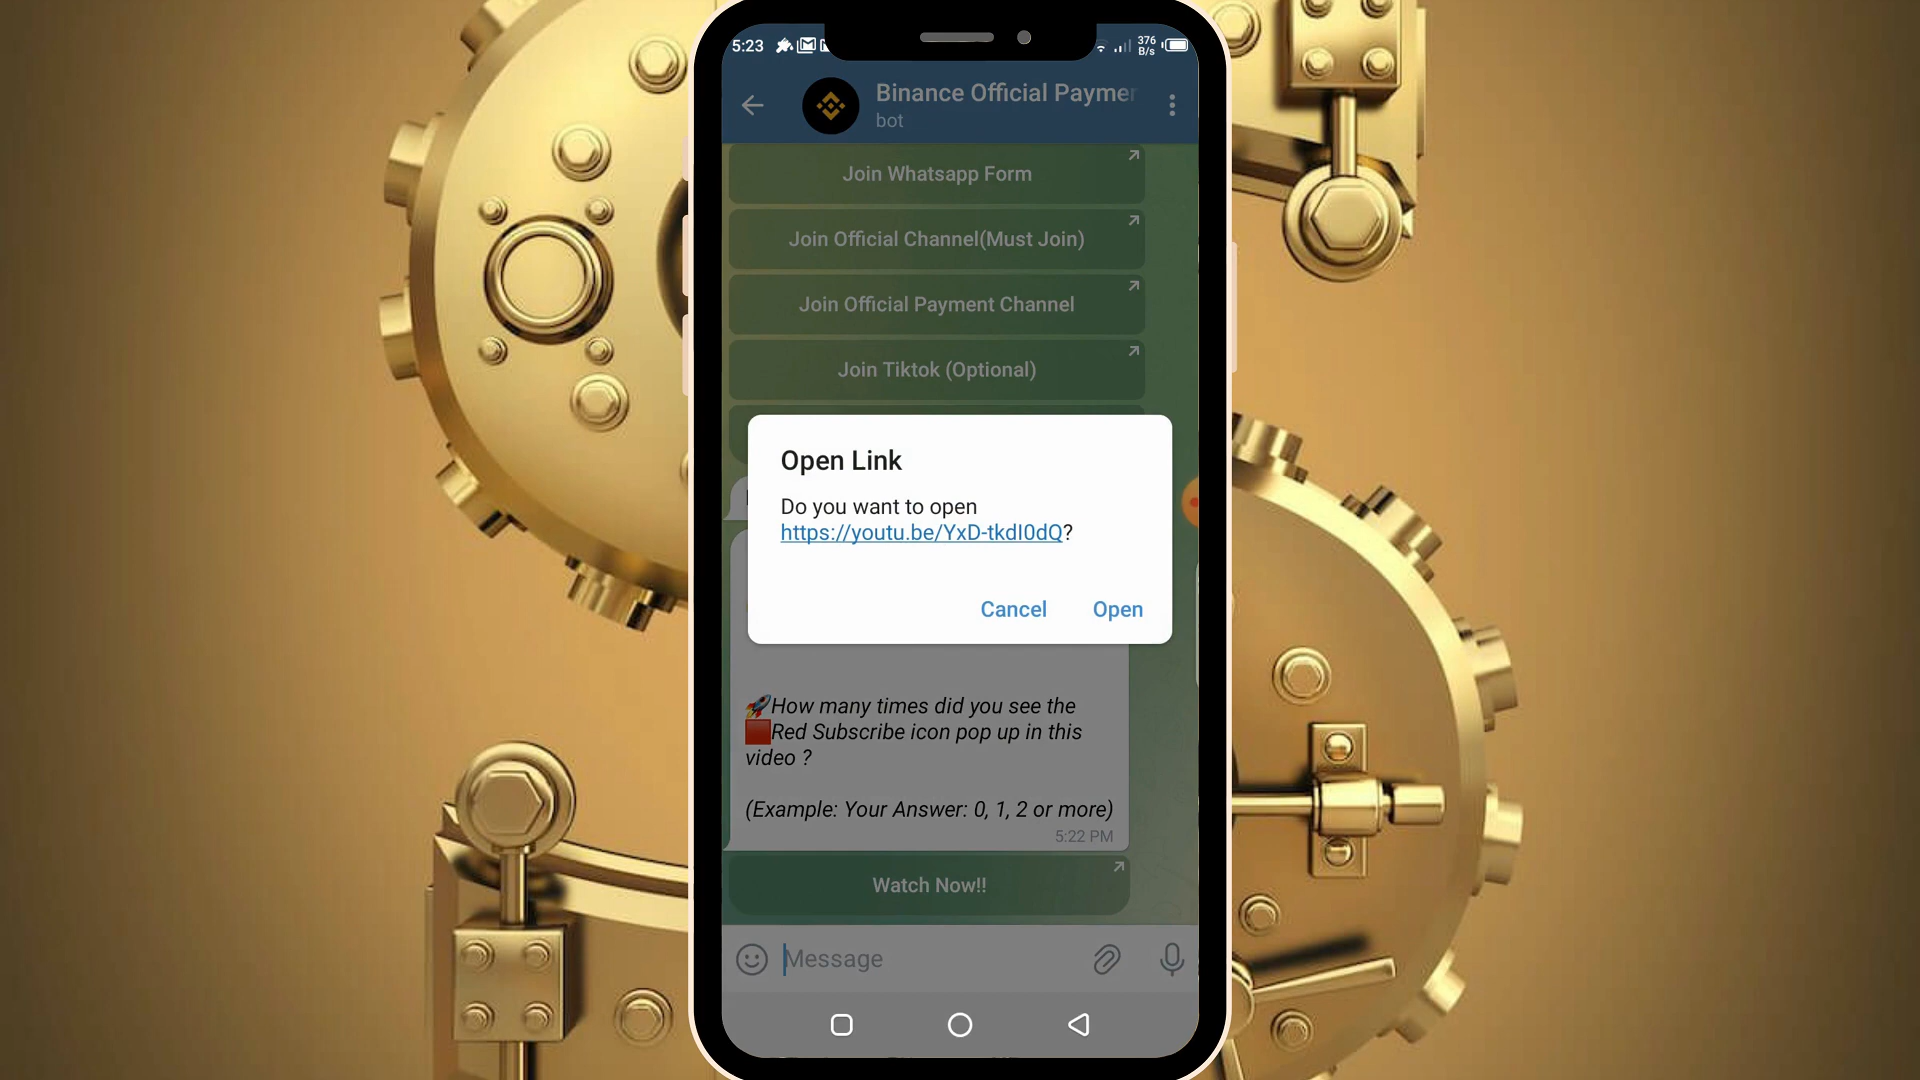 5:23
376
B/s
Binance Official Paymer
bot
Join Whatsapp Form
Join Official Channel(Must Join)
Join Official Payment Channel
Join Tiktok (Optional)
Open Link
Do you want to open
https://youtu.be/YxD-tkdI0dQ?
Cancel
Open
🚀How many times did you see the
🟥Red Subscribe icon pop up in this
video ?
(Example: Your Answer: 0, 1, 2 or more)
5:22 PM
Watch Now!!
Message